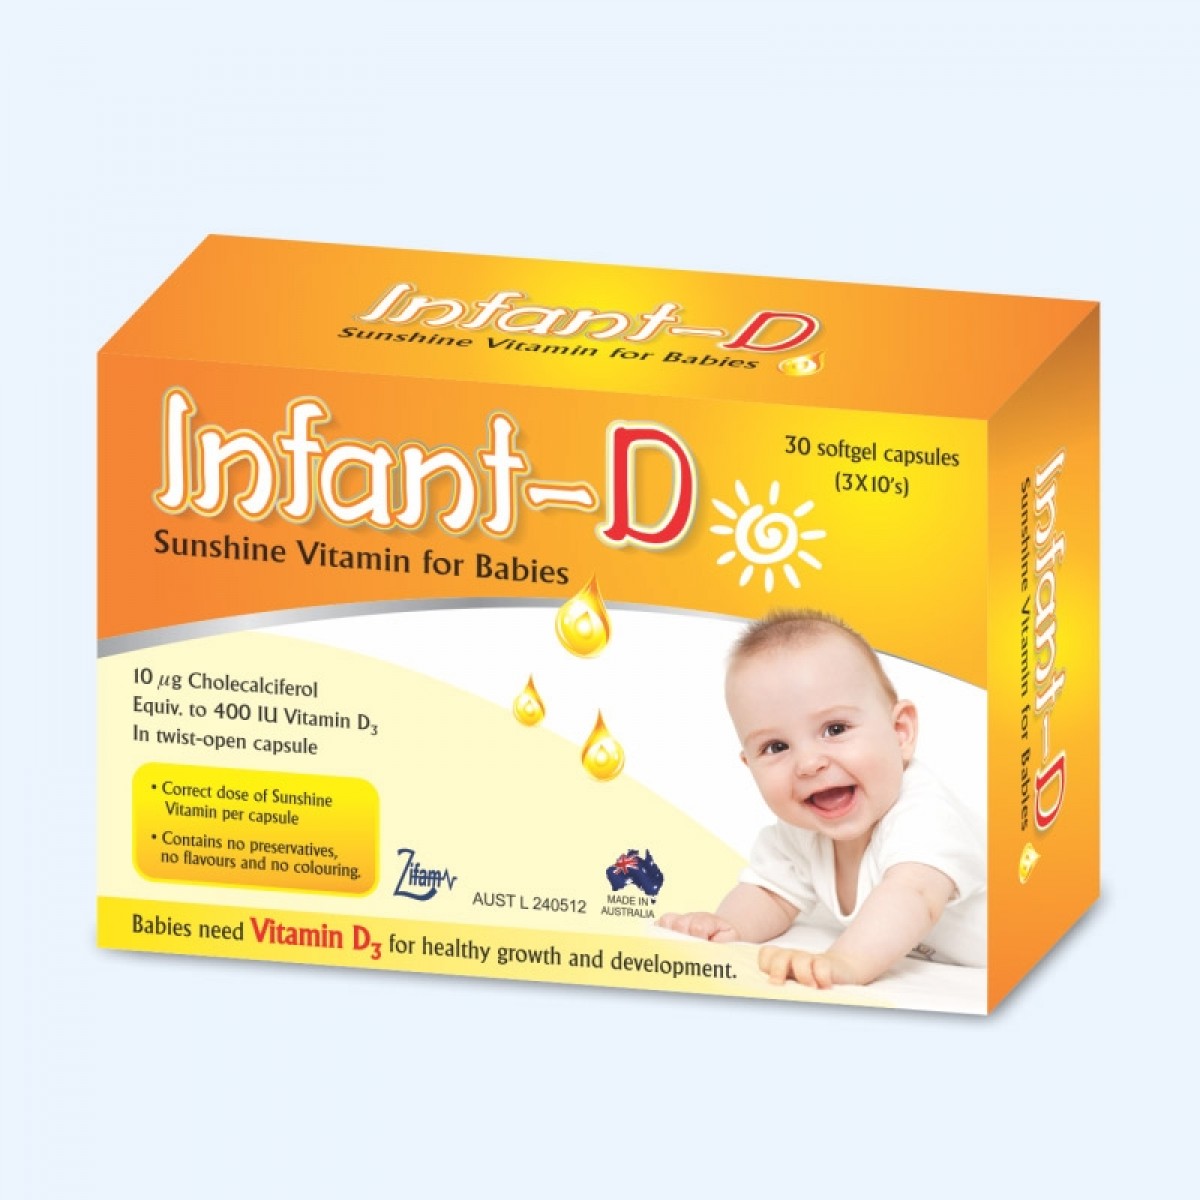 Infant-D
Sunshine Vitamin for Babies
Infant-D
Sunshine Vitamin for Babies
30 softgel capsules
(3X10's)
10 µg Cholecalciferol
Equiv. to 400 IU Vitamin D₃
In twist-open capsule
• Correct dose of Sunshine
Vitamin per capsule
• Contains no preservatives,
no flavours and no colouring.
Zifam
AUST L 240512
MADE IN
AUSTRALIA
Babies need Vitamin D₃ for healthy growth and development.
Infant-D
Sunshine Vitamin for Babies